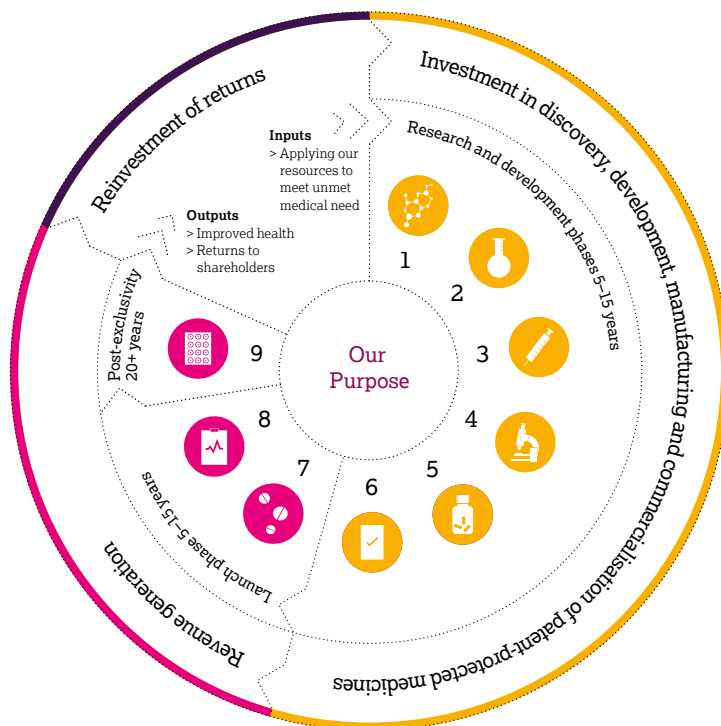 Investment in discovery, development, manufacturing and commercialisation of patent-protected medicines
Research and development phases 5–15 years
Inputs
> Applying our
resources to
meet unmet
medical need
1
2
3
4
5
6
Revenue generation
Launch phase 5–15 years
7
8
Post-exclusivity
20+ years
9
Reinvestment of returns
Outputs
> Improved health
> Returns to
shareholders
Our
Purpose